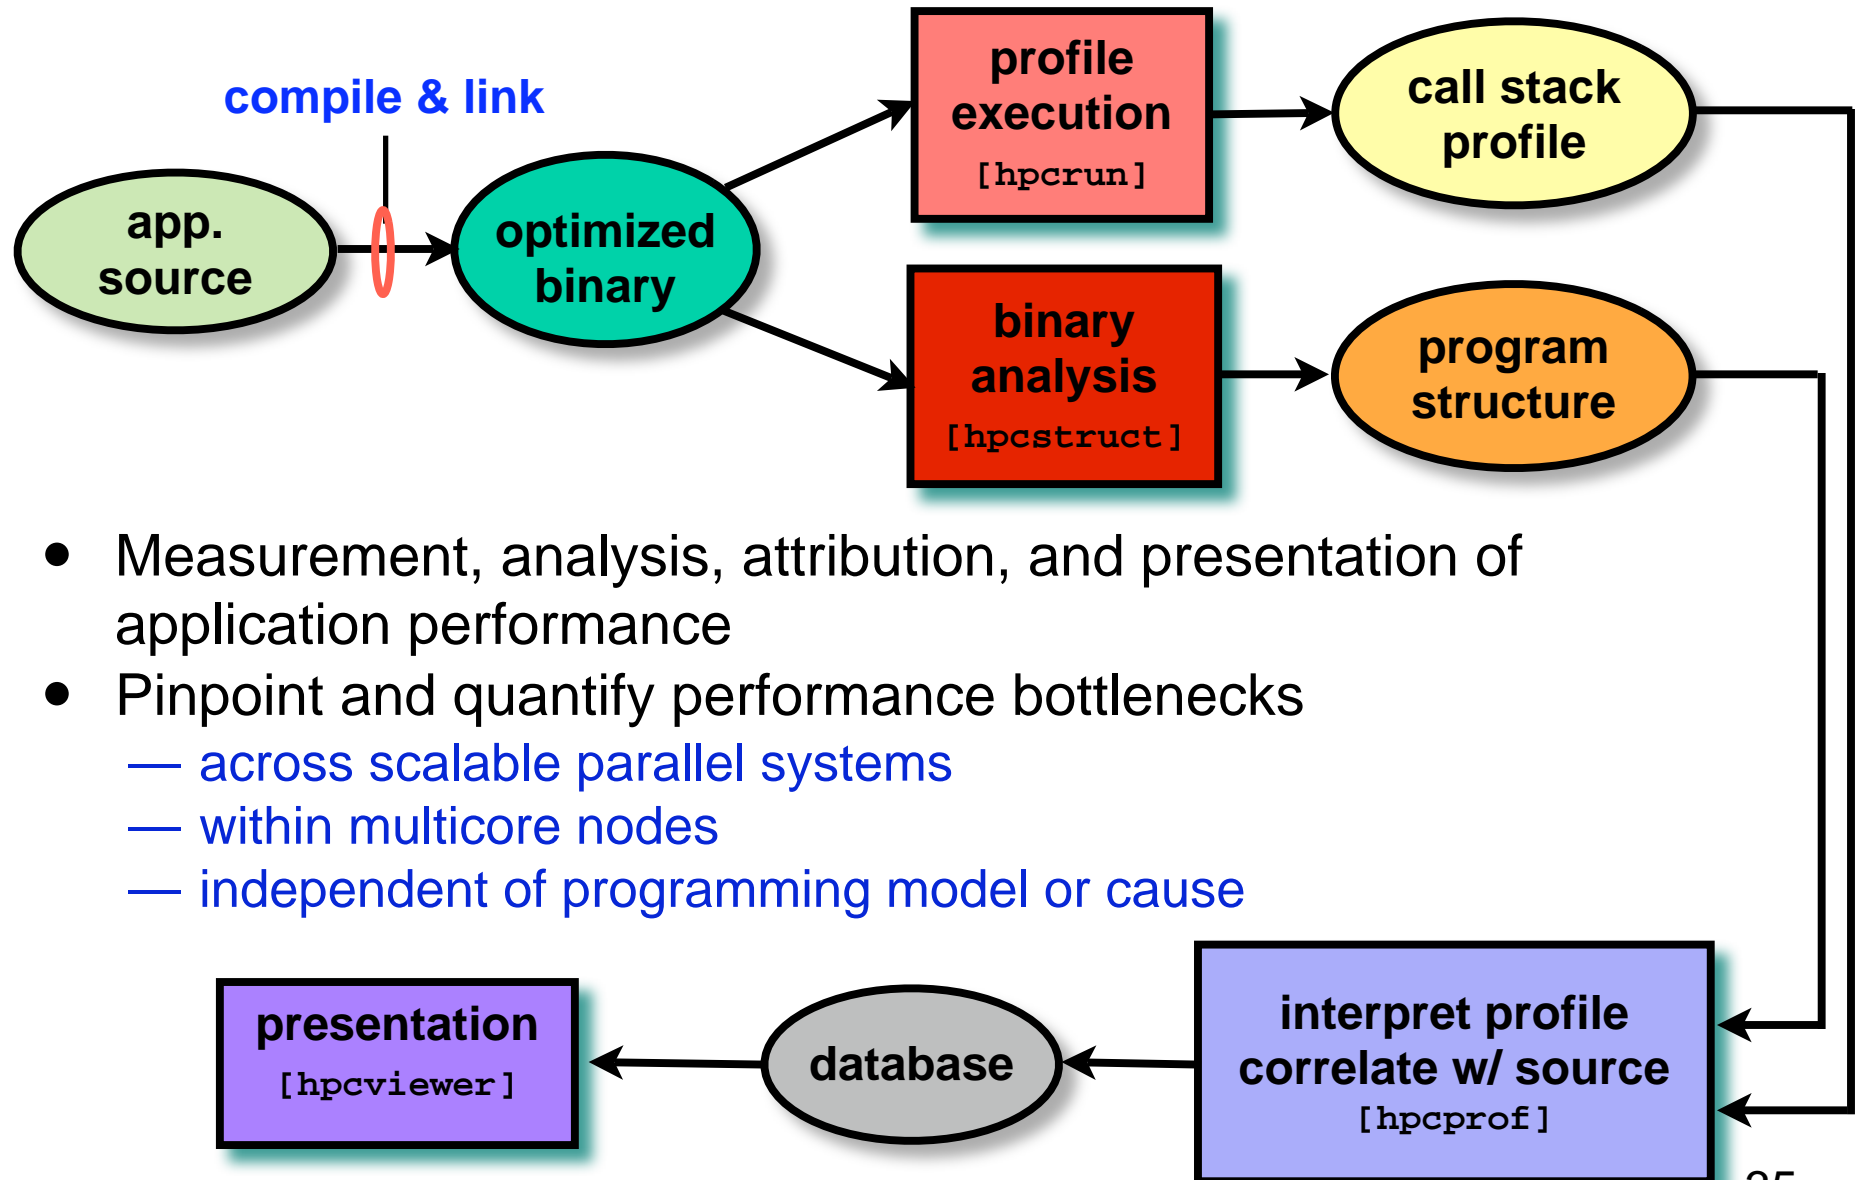 compile & link
app.
source
optimized
binary
profile
execution
[hpcrun]
call stack
profile
binary
analysis
[hpcstruct]
program
structure
• Measurement, analysis, attribution, and presentation of
application performance
• Pinpoint and quantify performance bottlenecks
— across scalable parallel systems
— within multicore nodes
— independent of programming model or cause
presentation
[hpcviewer]
database
interpret profile
correlate w/ source
[hpcprof]